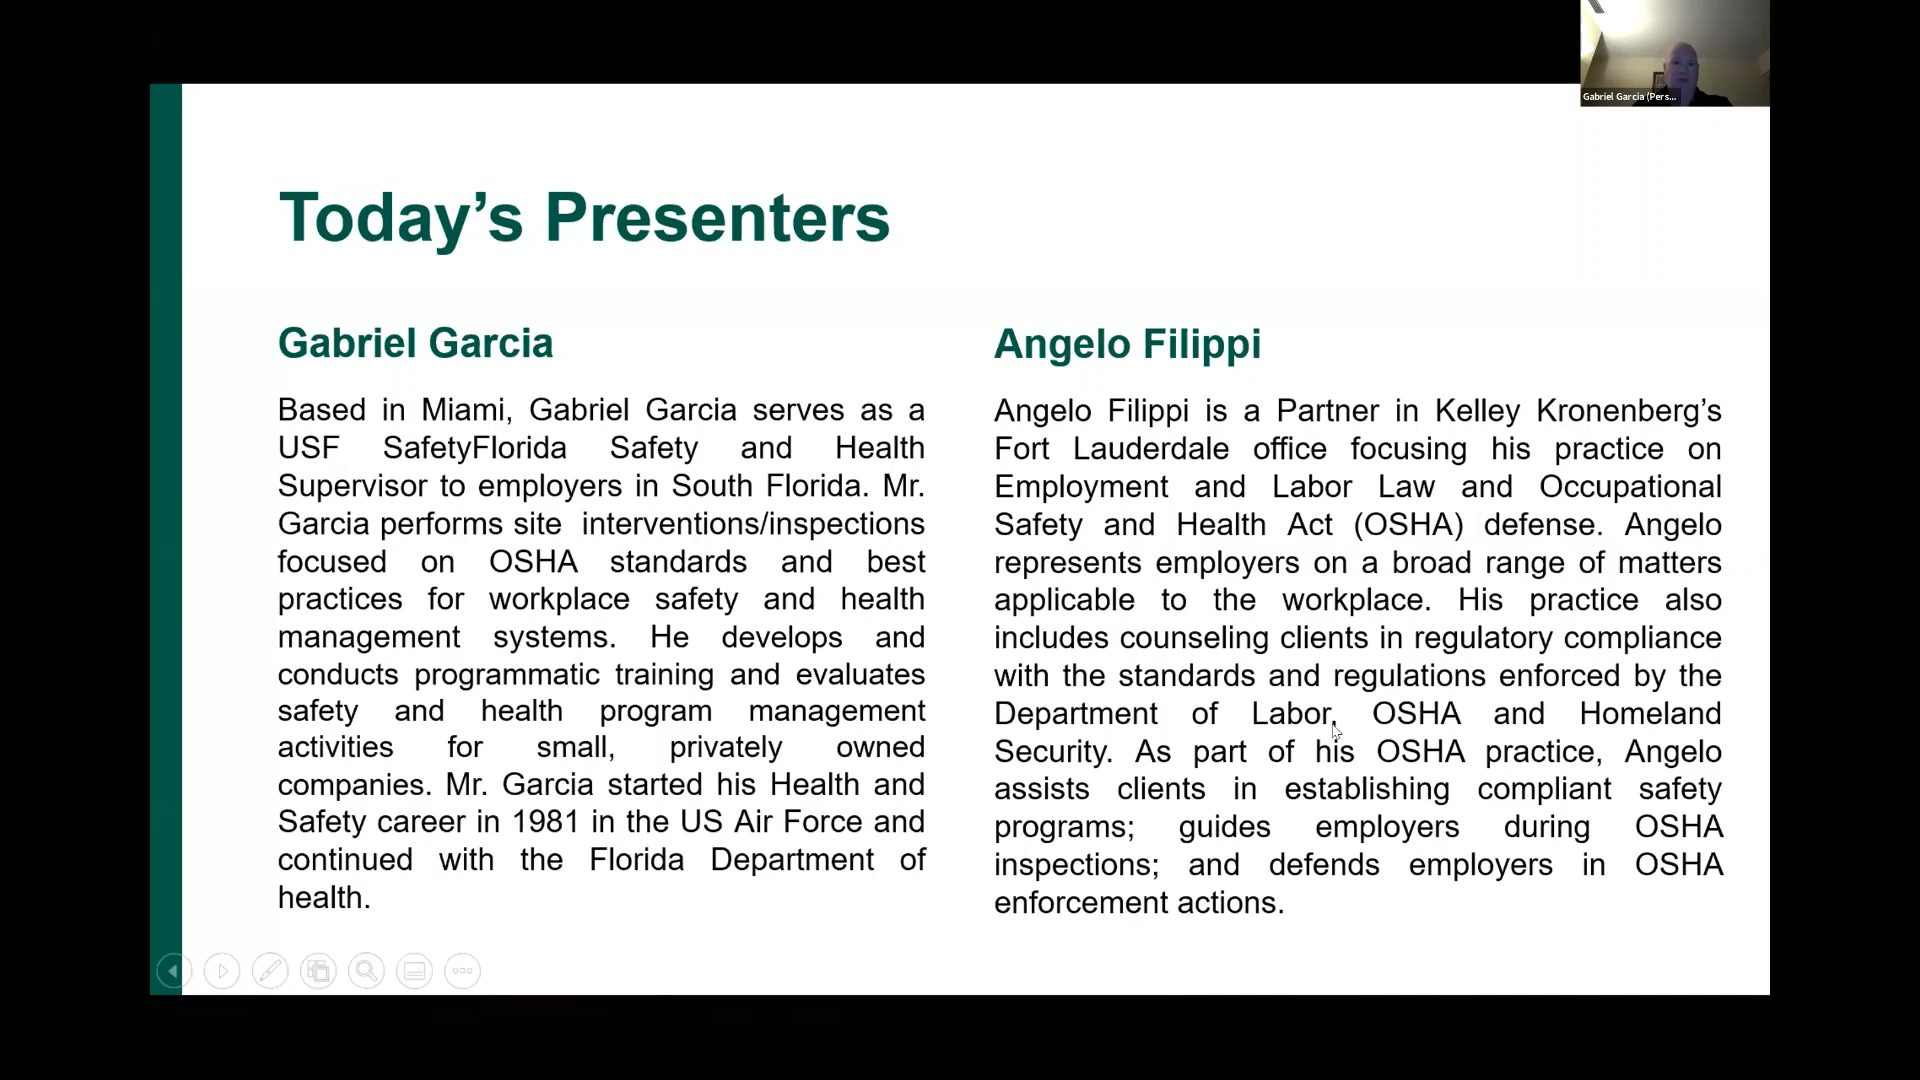 Gabriel Garcia (Pers...
Today’s Presenters
Gabriel Garcia
Based in Miami, Gabriel Garcia serves as a
USF SafetyFlorida Safety and Health
Supervisor to employers in South Florida. Mr.
Garcia performs site interventions/inspections
focused on OSHA standards and best
practices for workplace safety and health
management systems. He develops and
conducts programmatic training and evaluates
safety and health program management
activities for small, privately owned
companies. Mr. Garcia started his Health and
Safety career in 1981 in the US Air Force and
continued with the Florida Department of
health.
Angelo Filippi
Angelo Filippi is a Partner in Kelley Kronenberg’s
Fort Lauderdale office focusing his practice on
Employment and Labor Law and Occupational
Safety and Health Act (OSHA) defense. Angelo
represents employers on a broad range of matters
applicable to the workplace. His practice also
includes counseling clients in regulatory compliance
with the standards and regulations enforced by the
Department of Labor, OSHA and Homeland
Security. As part of his OSHA practice, Angelo
assists clients in establishing compliant safety
programs; guides employers during OSHA
inspections; and defends employers in OSHA
enforcement actions.